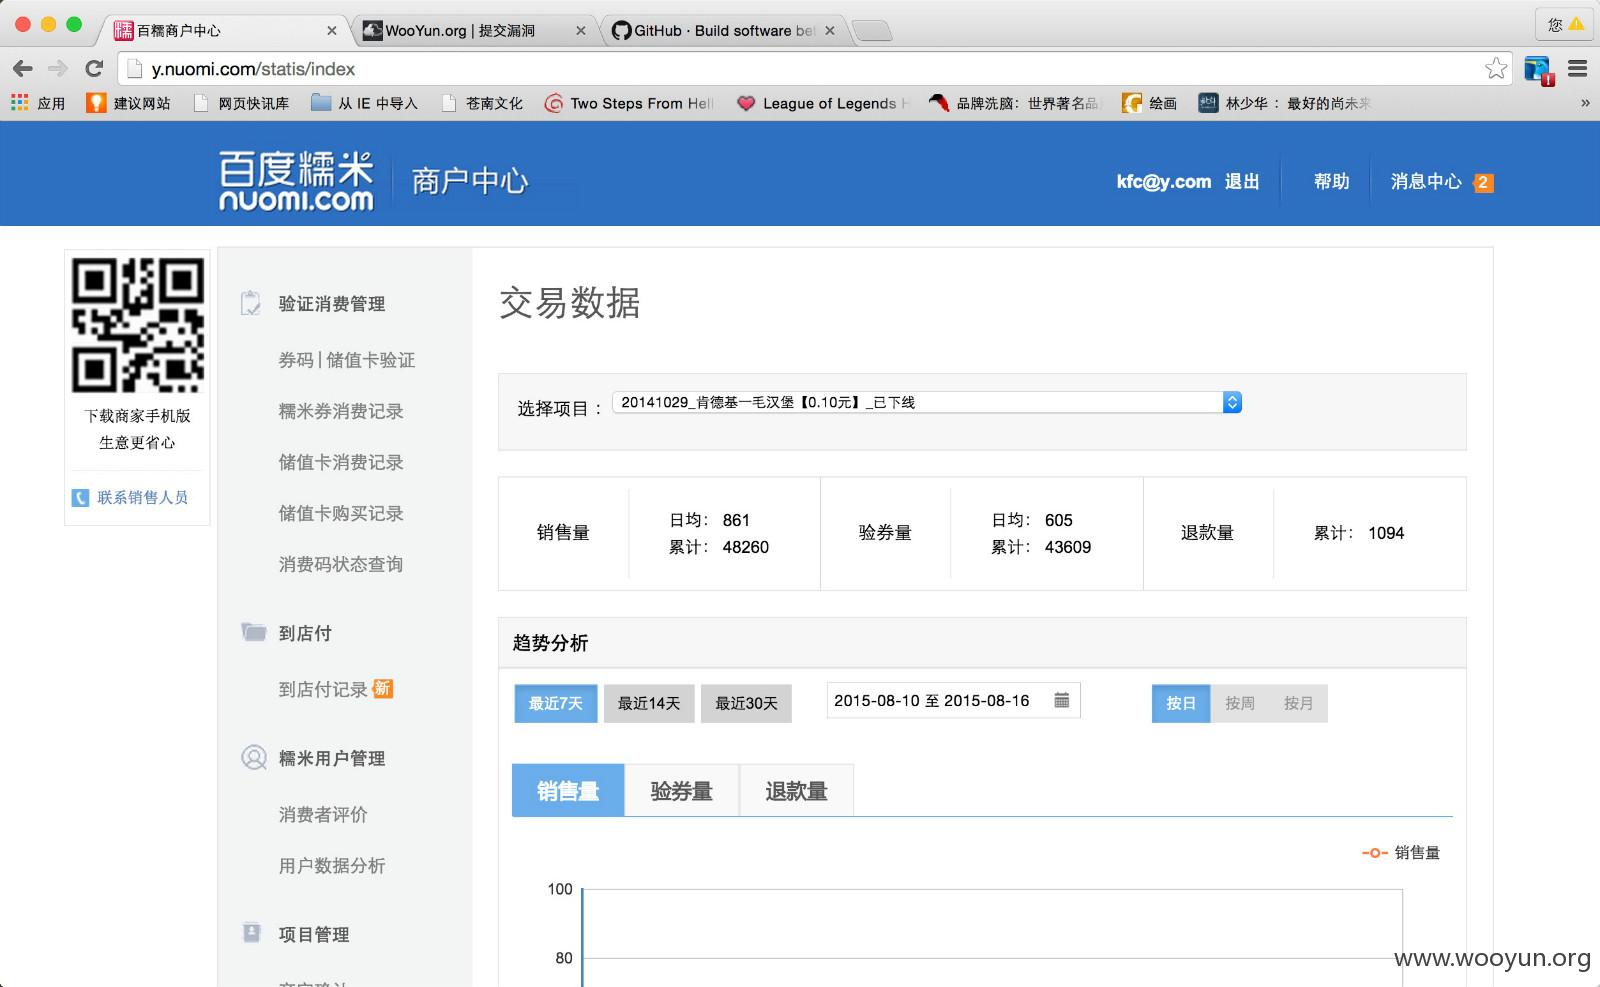 百糯商户中心
WooYun.org | 提交漏洞
GitHub · Build software be
您
y.nuomi.com/statis/index
应用
建议网站
网页快讯库
从 IE 中导入
苍南文化
Two Steps From Hell
League of Legends
品牌洗脑：世界著名品
绘画
林少华 ： 最好的尚未来
百度糯米
nuomi.com
商户中心
kfc@y.com 退出
帮助
消息中心 2
下载商家手机版
生意更省心
联系销售人员
验证消费管理
券码|储值卡验证
糯米券消费记录
储值卡消费记录
储值卡购买记录
消费码状态查询
到店付
到店付记录 新
糯米用户管理
消费者评价
用户数据分析
项目管理
交易数据
选择项目： 20141029_肯德基一毛汉堡【0.10元】_已下线
销售量
日均： 861
累计： 48260
验券量
日均： 605
累计： 43609
退款量
累计： 1094
趋势分析
最近7天 最近14天 最近30天 2015-08-10 至 2015-08-16 按日 按周 按月
销售量 验券量 退款量
销售量
100
80
www.wooyun.org